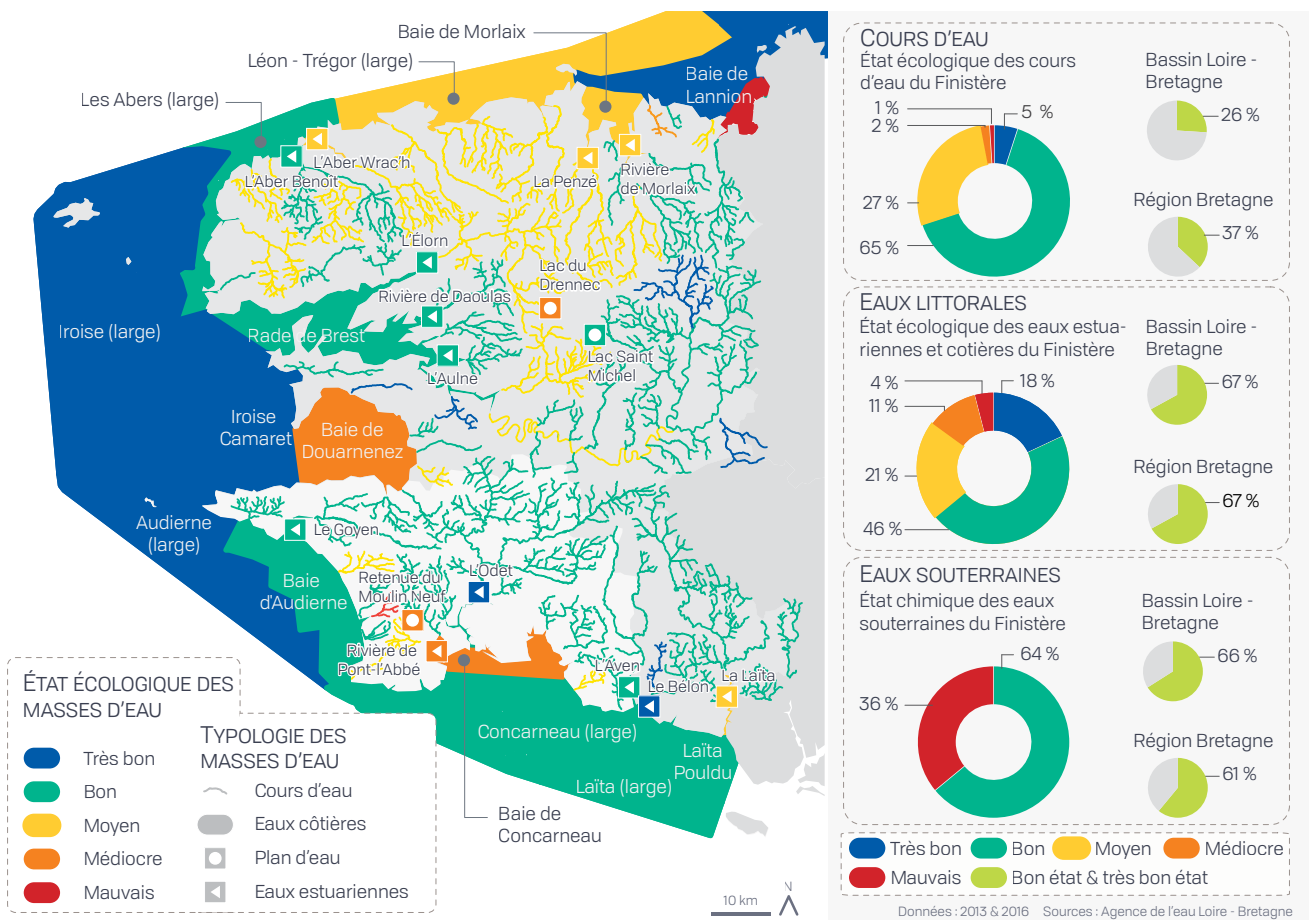 Baie de Morlaix
Léon - Trégor (large)
Les Abers (large)
Baie de
Lannion
L'Aber Wrac'h
L'Aber Benoît
La Penzé
Rivière
de Morlaix
L'Élorn
Lac du
Drennec
Rivière de Daoulas
Iroise (large)
Rade de Brest
Lac Saint
Michel
L'Aulne
Iroise
Camaret
Baie de
Douarnenez
Audierne
(large)
Le Goyen
Baie
d'Audierne
Retenue du
Moulin Neuf
L'Odet
Rivière de
Pont-l'Abbé
L'Aven
Le Bélon
La Laïta
Concarneau (large)
Laïta
Pouldu
Laïta (large)
Baie de
Concarneau
10 km
N
ÉTAT ÉCOLOGIQUE DES
MASSES D'EAU
Très bon
Bon
Moyen
Médiocre
Mauvais
TYPOLOGIE DES
MASSES D'EAU
Cours d'eau
Eaux côtières
Plan d'eau
Eaux estuariennes
COURS D'EAU
État écologique des cours
d'eau du Finistère
1 %
2 %
5 %
27 %
65 %
Bassin Loire -
Bretagne
26 %
Région Bretagne
37 %
EAUX LITTORALES
État écologique des eaux estua-
riennes et cotières du Finistère
4 %
18 %
11 %
21 %
46 %
Bassin Loire -
Bretagne
67 %
Région Bretagne
67 %
EAUX SOUTERRAINES
État chimique des eaux
souterraines du Finistère
64 %
36 %
Bassin Loire -
Bretagne
66 %
Région Bretagne
61 %
Très bon
Bon
Moyen
Médiocre
Mauvais
Bon état & très bon état
Données : 2013 & 2016 Sources : Agence de l'eau Loire - Bretagne